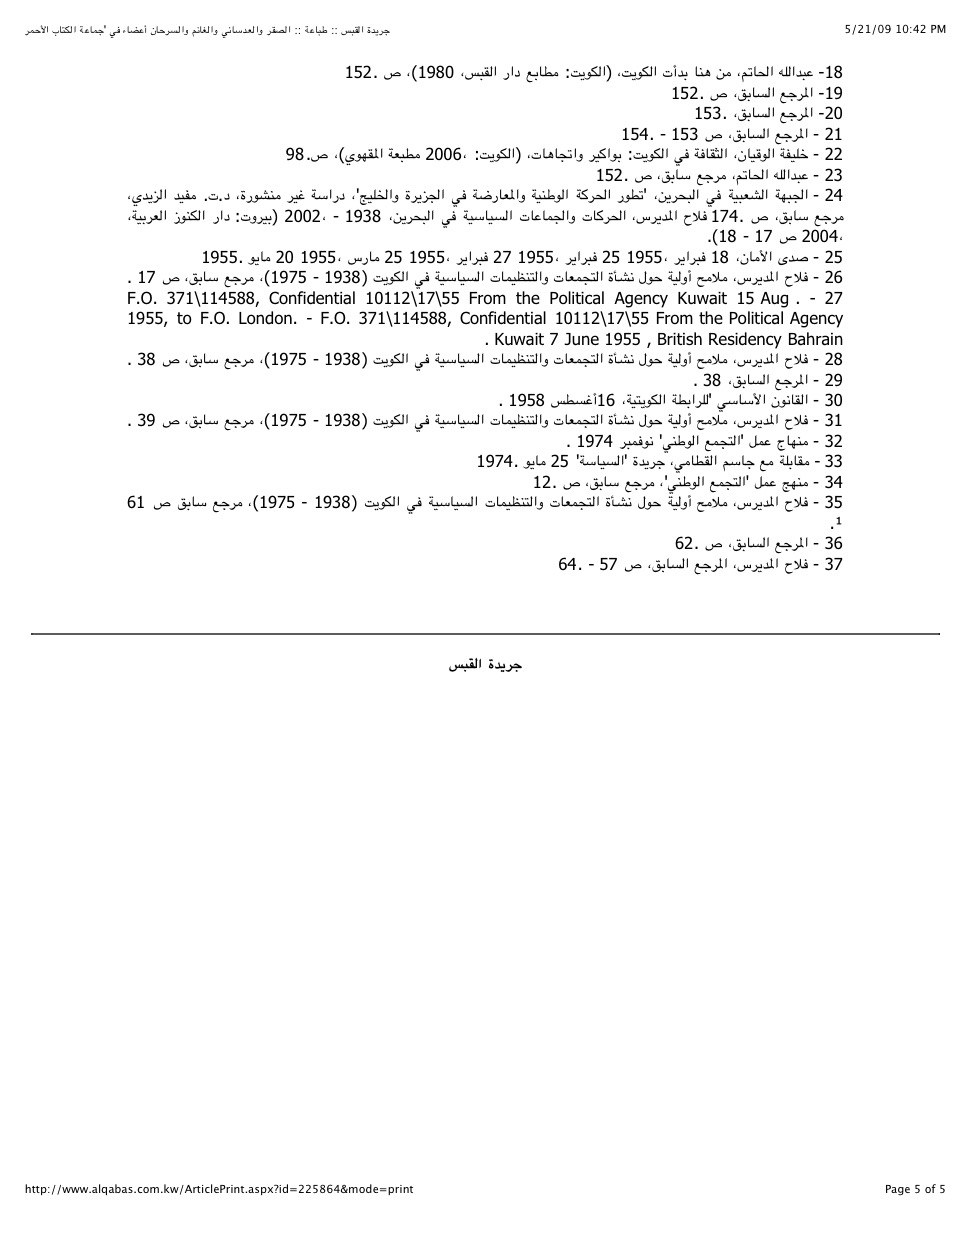 جريدة القبس :: طباعة :: الصقر والعدساني والغانم والسرحان أعضاء في "جماعة الكتاب الأحمر
5/21/09 10:42 PM
18- عبدالله الحاتم، من هنا بدأت الكويت، (الكويت: مطابع دار القبس، 1980)، ص .152
19- المرجع السابق، ص .152
20- المرجع السابق، .153
21 - المرجع السابق، ص 153 - .154
22 - خليفة الوقيان، الثقافة في الكويت: بواكير واتجاهات، (الكويت: ،2006 مطبعة المقهوي)، ص.98
23 - عبدالله الحاتم، مرجع سابق، ص .152
24 - الجبهة الشعبية في البحرين، 'تطور الحركة الوطنية والمعارضة في الجزيرة والخليج'، دراسة غير منشورة، د.ت. مفيد الزيدي،
مرجع سابق، ص .174 فلاح المديرس، الحركات والجماعات السياسية في البحرين، 1938 - ،2002 (بيروت: دار الكنوز العربية،
،2004 ص 17 - 18).
25 - صدى الأمان، 18 فبراير ،1955 25 فبراير ،1955 27 فبراير ،1955 25 مارس ،1955 20 مايو .1955
26 - فلاح المديرس، ملامح أولية حول نشأة التجمعات والتنظيمات السياسية في الكويت (1938 - 1975)، مرجع سابق، ص 17 .
F.O. 371\114588, Confidential 10112\17\55 From the Political Agency Kuwait 15 Aug . - 27
1955, to F.O. London. - F.O. 371\114588, Confidential 10112\17\55 From the Political Agency
. Kuwait 7 June 1955 , British Residency Bahrain
28 - فلاح المديرس، ملامح أولية حول نشأة التجمعات والتنظيمات السياسية في الكويت (1938 - 1975)، مرجع سابق، ص 38 .
29 - المرجع السابق، 38 .
30 - القانون الأساسي 'للرابطة الكويتية، 16أغسطس 1958 .
31 - فلاح المديرس، ملامح أولية حول نشأة التجمعات والتنظيمات السياسية في الكويت (1938 - 1975)، مرجع سابق، ص 39 .
32 - منهاج عمل 'التجمع الوطني' نوفمبر 1974 .
33 - مقابلة مع جاسم القطامي، جريدة 'السياسة' 25 مايو .1974
34 - منهج عمل 'التجمع الوطني'، مرجع سابق، ص .12
35 - فلاح المديرس، ملامح أولية حول نشأة التجمعات والتنظيمات السياسية في الكويت (1938 - 1975)، مرجع سابق ص 61
¹.
36 - المرجع السابق، ص .62
37 - فلاح المديرس، المرجع السابق، ص 57 - .64
جريدة القبس
http://www.alqabas.com.kw/ArticlePrint.aspx?id=225864&mode=print
Page 5 of 5